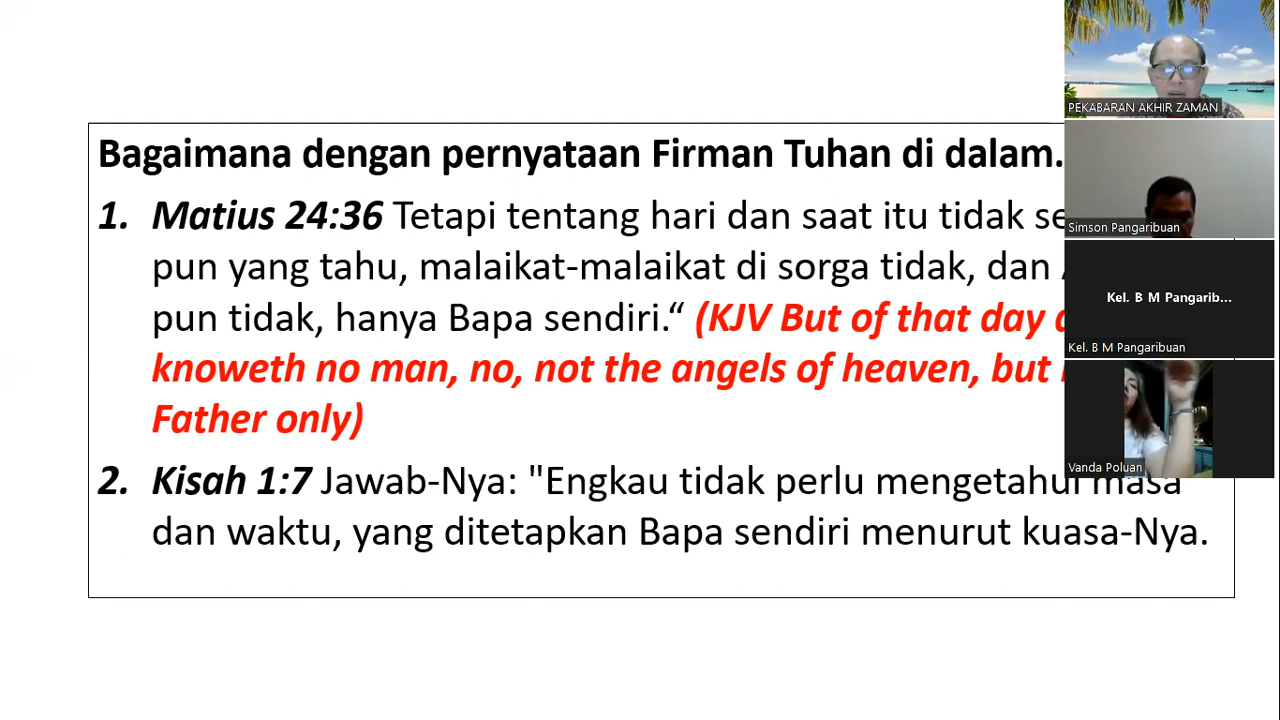 Bagaimana dengan pernyataan Firman Tuhan di dalam.
1. Matius 24:36 Tetapi tentang hari dan saat itu tidak
pun yang tahu, malaikat-malaikat di sorga tidak, dan
pun tidak, hanya Bapa sendiri.“ (KJV But of that day
knoweth no man, no, not the angels of heaven, but
Father only)
2. Kisah 1:7 Jawab-Nya: "Engkau tidak perlu mengetahui masa
dan waktu, yang ditetapkan Bapa sendiri menurut kuasa-Nya.
PEKABARAN AKHIR ZAMAN
Simson Pangaribuan
Kel. B M Pangarib...
Kel. B M Pangaribuan
Vanda Poluan